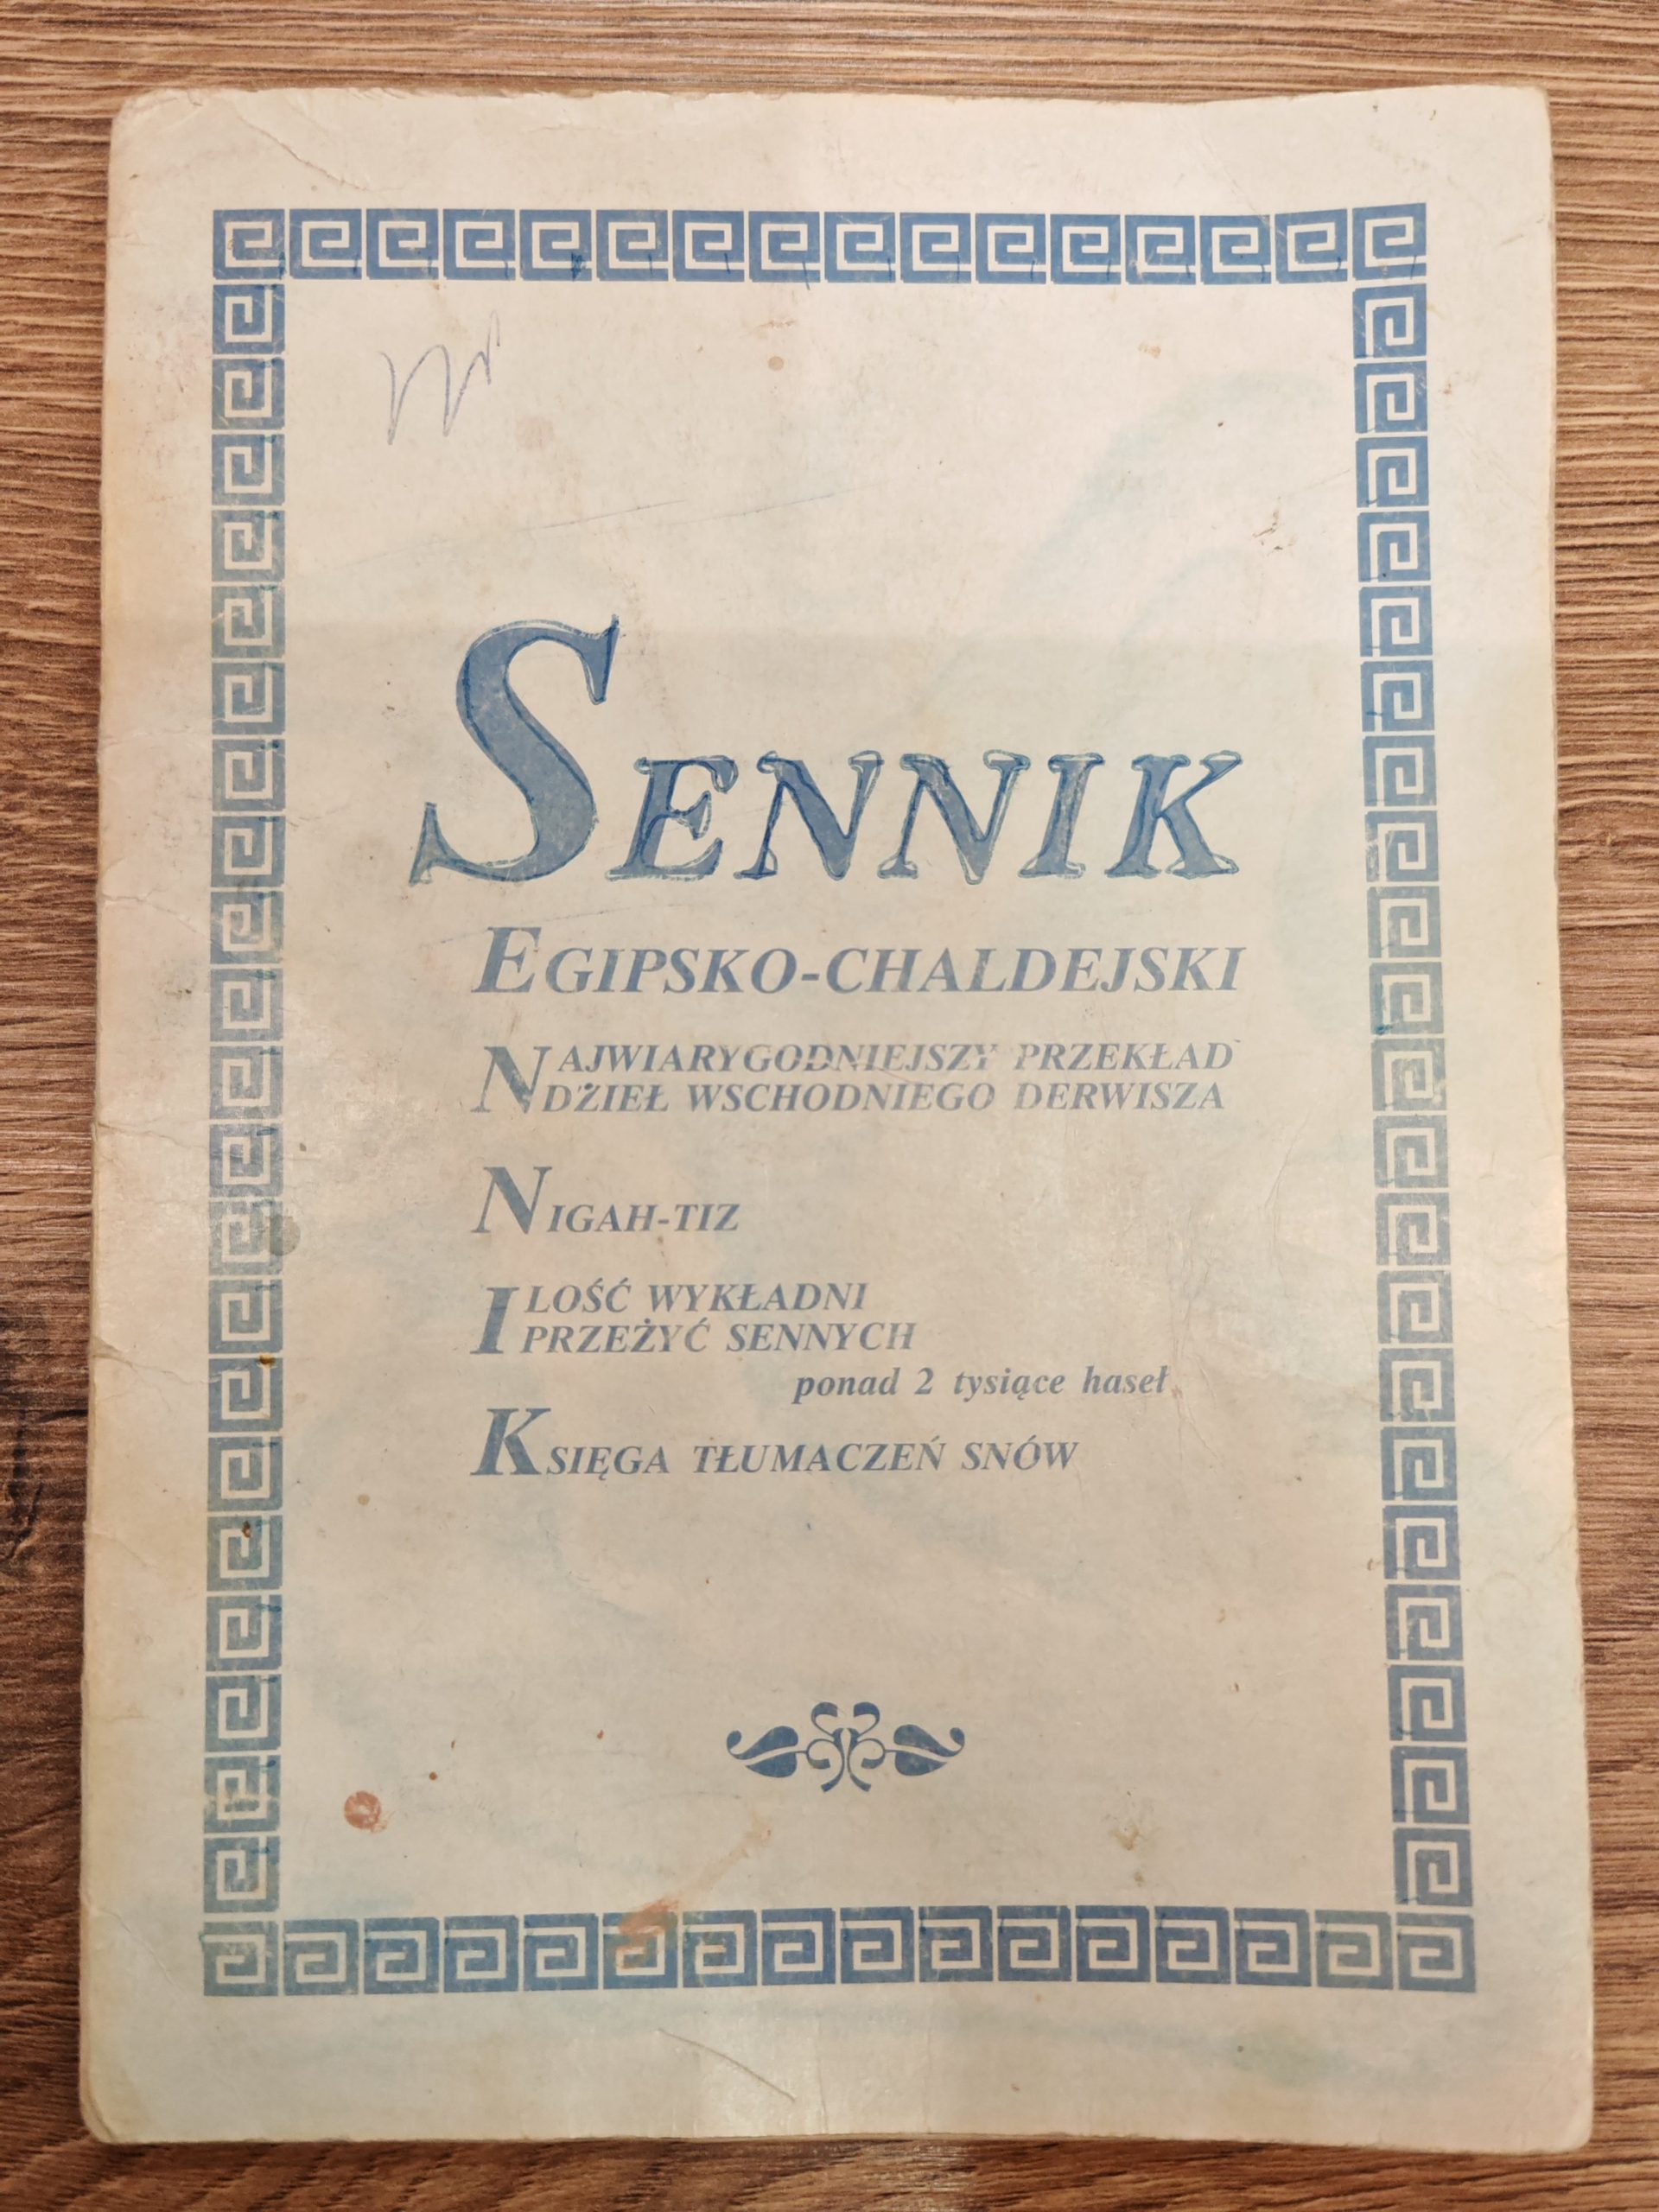 SENNIK
EGIPSKO-CHALDEJSKI
NAJWIARYGODNIEJSZY PRZEKŁAD
DZIEŁ WSCHODNIEGO DERWISZA
NIGAH-TIZ
ILOŚĆ WYKŁADNI
PRZEŻYĆ SENNYCH
ponad 2 tysiące haseł
KSIĘGA TŁUMACZEŃ SNÓW